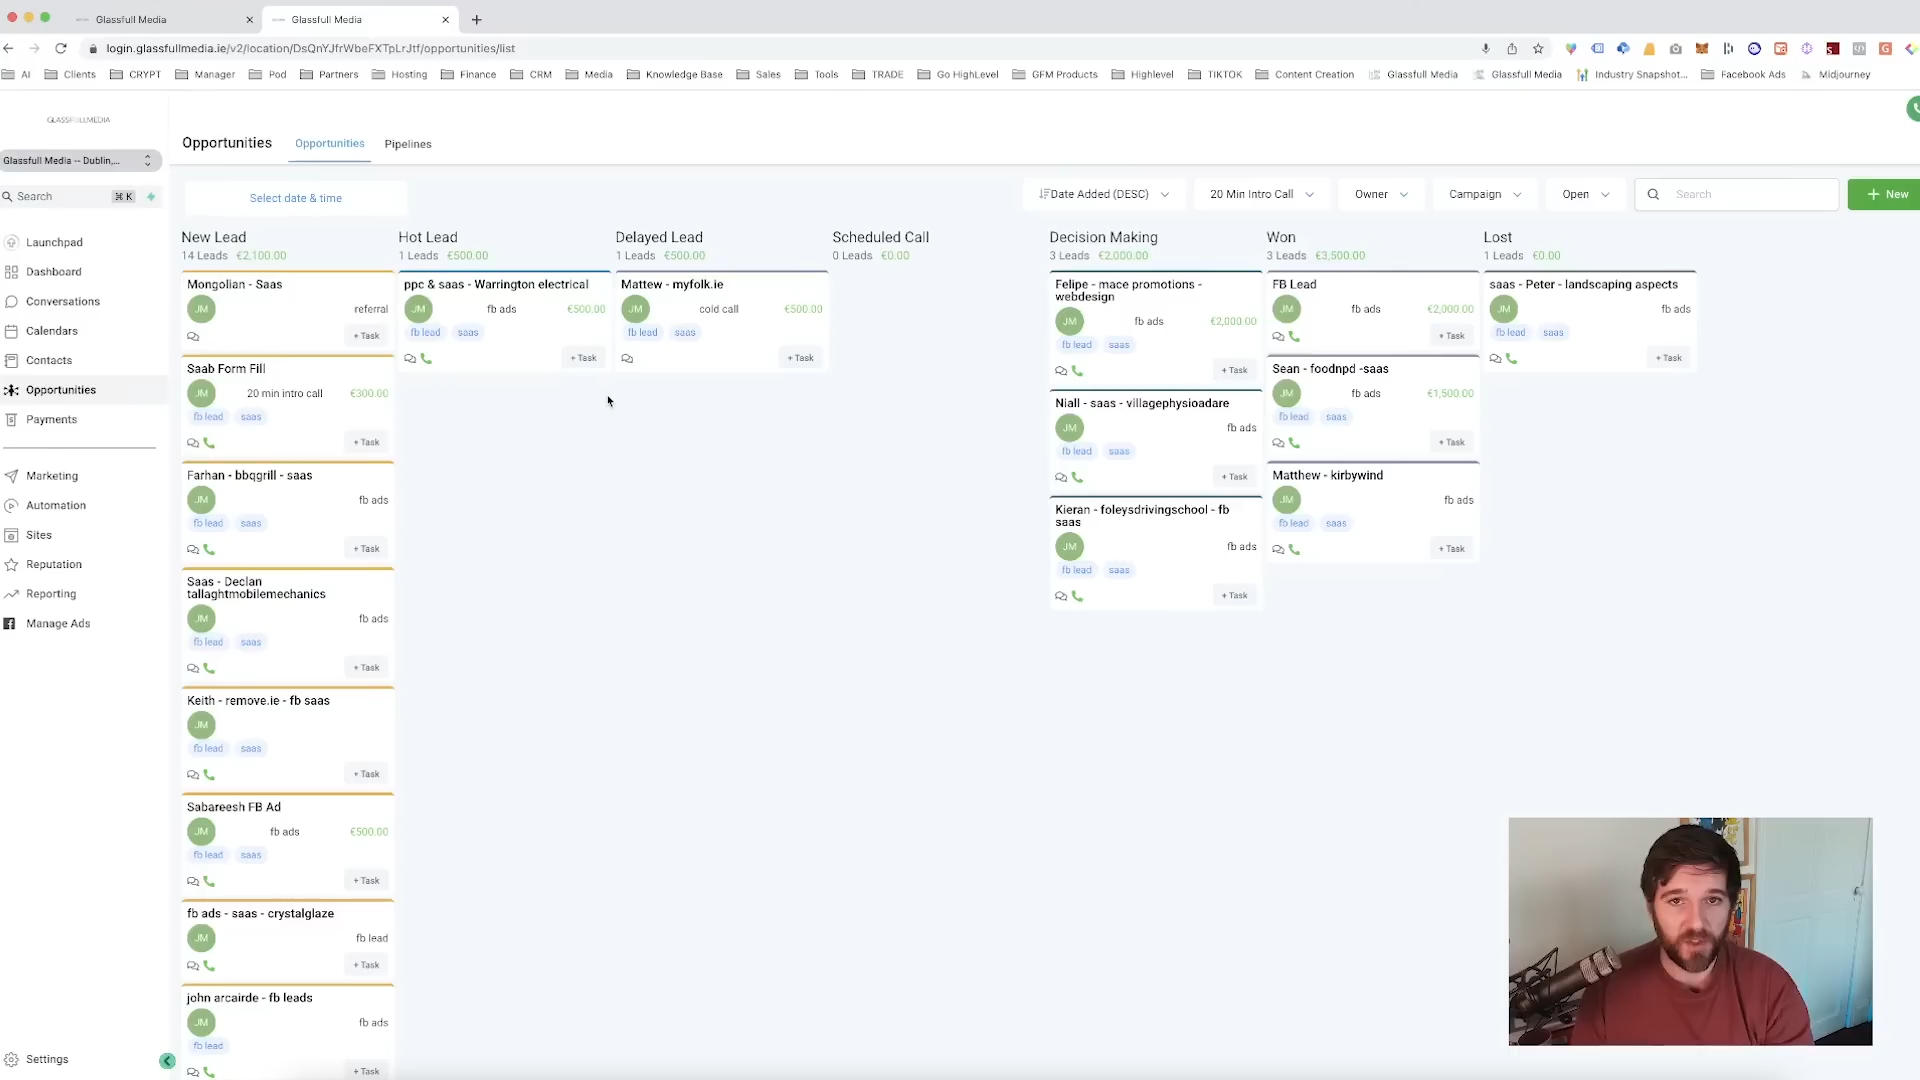 Glassfull Media
Glassfull Media
login.glassfullmedia.ie/v2/location/DsQnYJfrWbeFXTpLrJtf/opportunities/list
AI Clients CRYPT Manager Pod Partners Hosting Finance CRM Media Knowledge Base Sales Tools TRADE Go HighLevel GFM Products Highlevel TIKTOK Content Creation Glassfull Media Glassfull Media Industry Snapshot... Facebook Ads Midjourney
GLASSFULLMEDIA
Glassfull Media -- Dublin,...
Search ⌘ K
Launchpad
Dashboard
Conversations
Calendars
Contacts
Opportunities
Payments
Marketing
Automation
Sites
Reputation
Reporting
Manage Ads
Settings
Opportunities Opportunities Pipelines
Select date & time
Date Added (DESC) 20 Min Intro Call Owner Campaign Open Search + New
New Lead
14 Leads €2,100.00
Mongolian - Saas
JM referral
+ Task
Saab Form Fill
JM 20 min intro call €300.00
fb lead saas
+ Task
Farhan - bbqgrill - saas
JM fb ads
fb lead saas
+ Task
Saas - Declan
tallaghtmobilemechanics
JM fb ads
fb lead saas
+ Task
Keith - remove.ie - fb saas
JM
fb lead saas
+ Task
Sabareesh FB Ad
JM fb ads €500.00
fb lead saas
+ Task
fb ads - saas - crystalglaze
JM fb lead
+ Task
john arcairde - fb leads
JM fb ads
fb lead
+ Task
Hot Lead
1 Leads €500.00
ppc & saas - Warrington electrical
JM fb ads €500.00
fb lead saas
+ Task
Delayed Lead
1 Leads €500.00
Mattew - myfolk.ie
JM cold call €500.00
fb lead saas
+ Task
Scheduled Call
0 Leads €0.00
Decision Making
3 Leads €2,000.00
Felipe - mace promotions -
webdesign
JM fb ads €2,000.00
fb lead saas
+ Task
Niall - saas - villagephysioadare
JM fb ads
fb lead saas
+ Task
Kieran - foleysdrivingschool - fb
saas
JM fb ads
fb lead saas
+ Task
Won
3 Leads €3,500.00
FB Lead
JM fb ads €2,000.00
+ Task
Sean - foodnpd -saas
JM fb ads €1,500.00
fb lead saas
+ Task
Matthew - kirbywind
JM fb ads
fb lead saas
+ Task
Lost
1 Leads €0.00
saas - Peter - landscaping aspects
JM fb ads
fb lead saas
+ Task